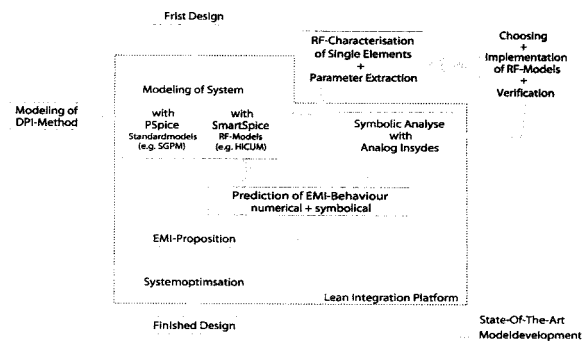 Frist Design
RF-Characterisation
of Single Elements
+
Parameter Extraction
Choosing
+
Implementation
of RF-Models
+
Verification
Modeling of System
Modeling of
DPI-Method
with
PSpice
Standardmodels
(e.g. SGPM)
with
SmartSpice
RF-Models
(e.g. HICUM)
Symbolic Analyse
with
Analog Insydes
Prediction of EMI-Behaviour
numerical + symbolical
EMI-Proposition
Systemoptimsation
Lean Integration Platform
Finished Design
State-Of-The-Art
Modeldevelopment